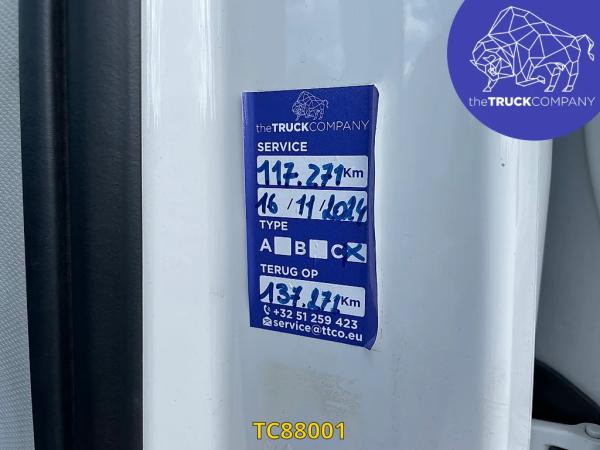 theTRUCKCOMPANY
theTRUCKCOMPANY
SERVICE
117.271 Km
16/11/2024
TYPE
A B C X
TERUG OP
137.271 Km
+32 51 259 423
service@ttco.eu
TC88001